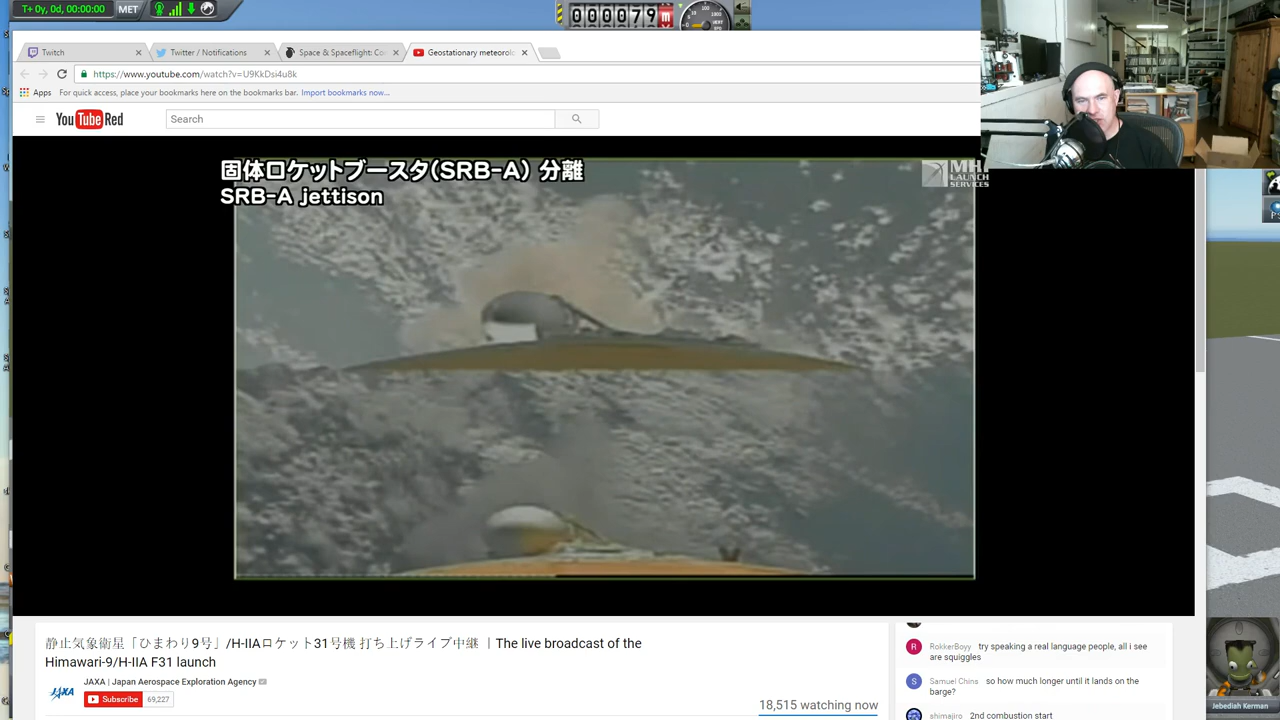 T+ 0y, 0d, 00:00:00 MET
000079 m
Twitch
Twitter / Notifications
Space & Spaceflight: Co
Geostationary meteorolo
https://www.youtube.com/watch?v=U9KkDsi4u8k
Apps For quick access, place your bookmarks here on the bookmarks bar. Import bookmarks now...
YouTube Red
Search
固体ロケットブースタ(SRB-A) 分離
SRB-A jettison
MHI
LAUNCH
SERVICES
静止気象衛星「ひまわり9号」/H-IIAロケット31号機 打ち上げライブ中継 | The live broadcast of the
Himawari-9/H-IIA F31 launch
JAXA
JAXA | Japan Aerospace Exploration Agency
Subscribe 69,227
18,515 watching now
R RokkerBoyy try speaking a real language people, all i see
are squiggles
S Samuel Chins so how much longer until it lands on the
barge?
shimajiro 2nd combustion start
Jebediah Kerman